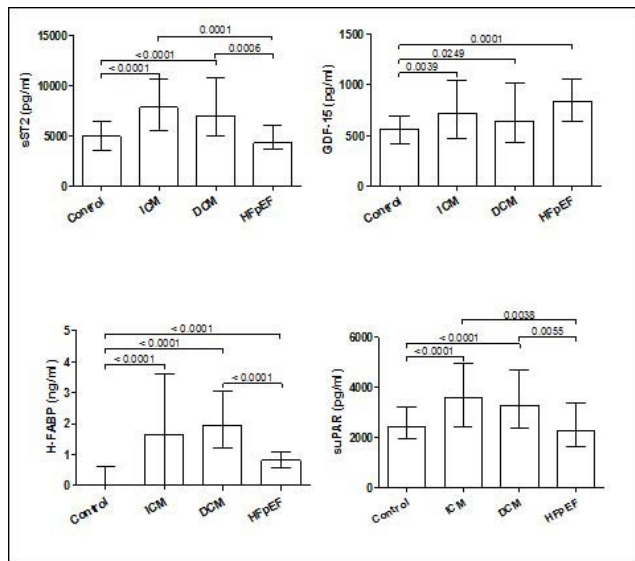 0.0001
< 0.0001
0.0006
< 0.0001
15000
10000
5000
0
sST2 (pg/ml)
Control
ICM
DCM
HFpEF
0.0001
0.0249
0.0039
1500
1000
500
0
GDF-15 (pg/ml)
Control
ICM
DCM
HFpEF
< 0.0001
< 0.0001
< 0.0001
< 0.0001
5
4
3
2
1
0
H-FABP (ng/ml)
Control
ICM
DCM
HFpEF
0.0038
< 0.0001
0.0055
< 0.0001
6000
4000
2000
0
suPAR (pg/ml)
Control
ICM
DCM
HFpEF